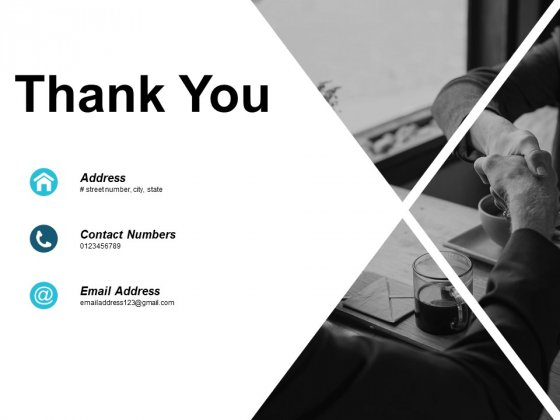 Thank You
Address
# street number, city, state
Contact Numbers
0123456789
@
Email Address
emailaddress123@gmail.com